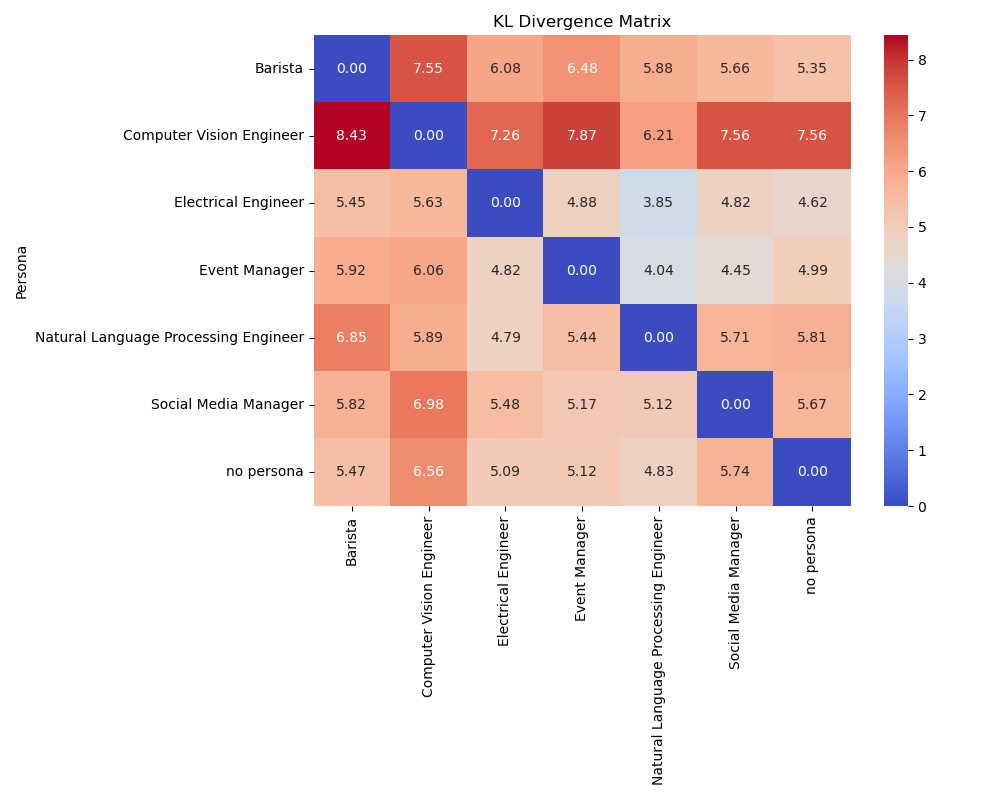 KL Divergence Matrix
Persona
Barista 0.00 7.55 6.08 6.48 5.88 5.66 5.35
Computer Vision Engineer 8.43 0.00 7.26 7.87 6.21 7.56 7.56
Electrical Engineer 5.45 5.63 0.00 4.88 3.85 4.82 4.62
Event Manager 5.92 6.06 4.82 0.00 4.04 4.45 4.99
Natural Language Processing Engineer 6.85 5.89 4.79 5.44 0.00 5.71 5.81
Social Media Manager 5.82 6.98 5.48 5.17 5.12 0.00 5.67
no persona 5.47 6.56 5.09 5.12 4.83 5.74 0.00
Barista
Computer Vision Engineer
Electrical Engineer
Event Manager
Natural Language Processing Engineer
Social Media Manager
no persona
8
7
6
5
4
3
2
1
0